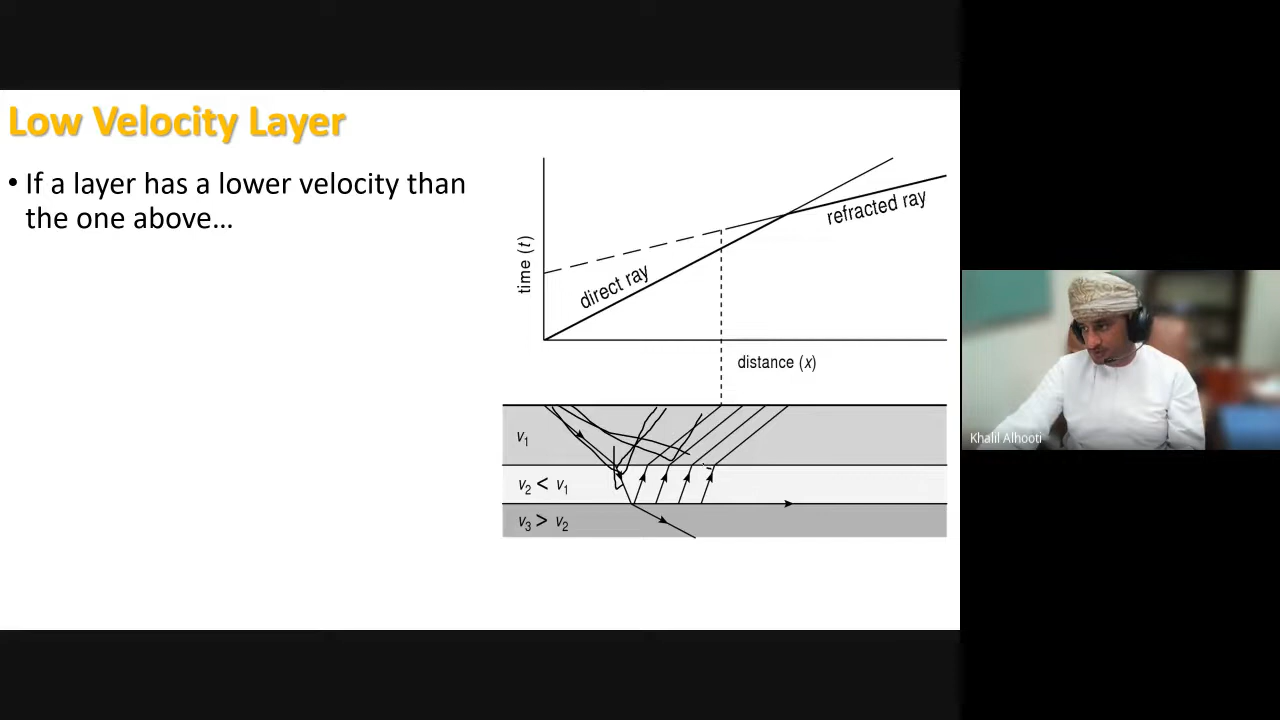 Low Velocity Layer
• If a layer has a lower velocity than
the one above...
time (t)
direct ray
refracted ray
distance (x)
v₁
v₂ < v₁
v₃ > v₂
Khalil Alhooti